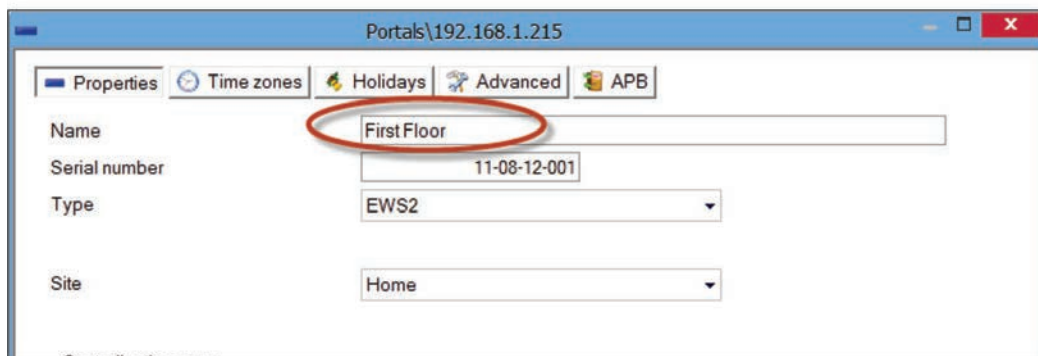 Portals\192.168.1.215
X
Properties Time zones Holidays Advanced APB
Name First Floor
Serial number 11-08-12-001
Type EWS2
Site Home